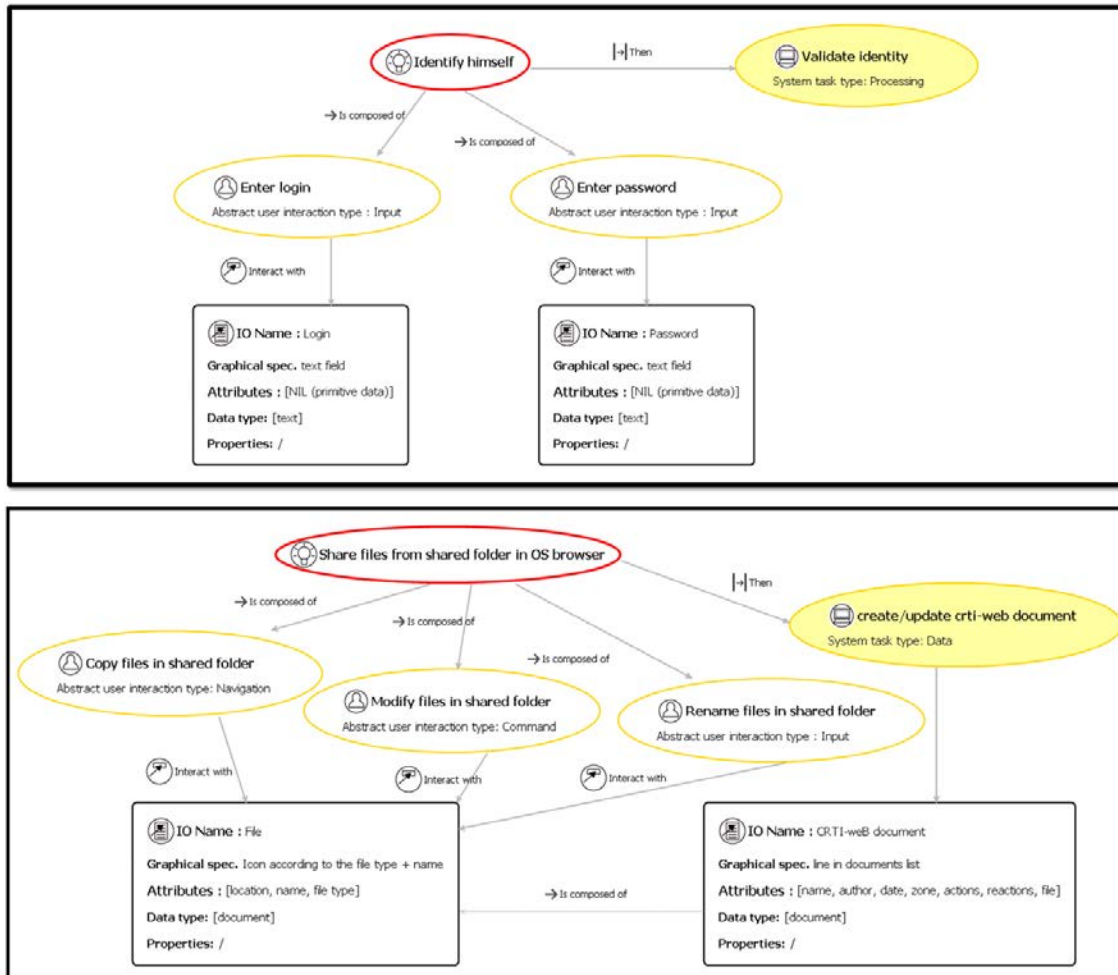 Identify himself
Then
Validate identity
System task type: Processing
Is composed of
Is composed of
Enter login
Abstract user interaction type : Input
Enter password
Abstract user interaction type : Input
Interact with
Interact with
IO Name : Login
Graphical spec. text field
Attributes : [NIL (primitive data)]
Data type: [text]
Properties: /
IO Name : Password
Graphical spec. text field
Attributes : [NIL (primitive data)]
Data type: [text]
Properties: /
Share files from shared folder in OS browser
Then
Is composed of
Is composed of
Is composed of
create/update crti-web document
System task type: Data
Copy files in shared folder
Abstract user interaction type: Navigation
Modify files in shared folder
Abstract user interaction type: Command
Rename files in shared folder
Abstract user interaction type : Input
Interact with
Interact with
Interact with
IO Name : File
Graphical spec. Icon according to the file type + name
Attributes : [location, name, file type]
Data type: [document]
Properties: /
Is composed of
IO Name : CRTI-weB document
Graphical spec. line in documents list
Attributes : [name, author, date, zone, actions, reactions, file]
Data type: [document]
Properties: /